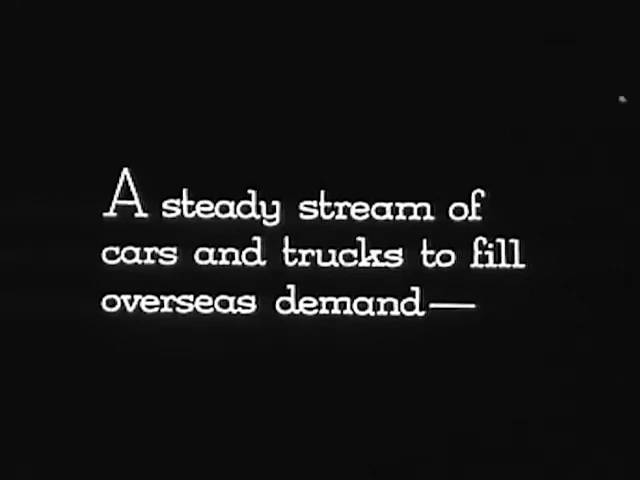 A steady stream of
cars and trucks to fill
overseas demand—